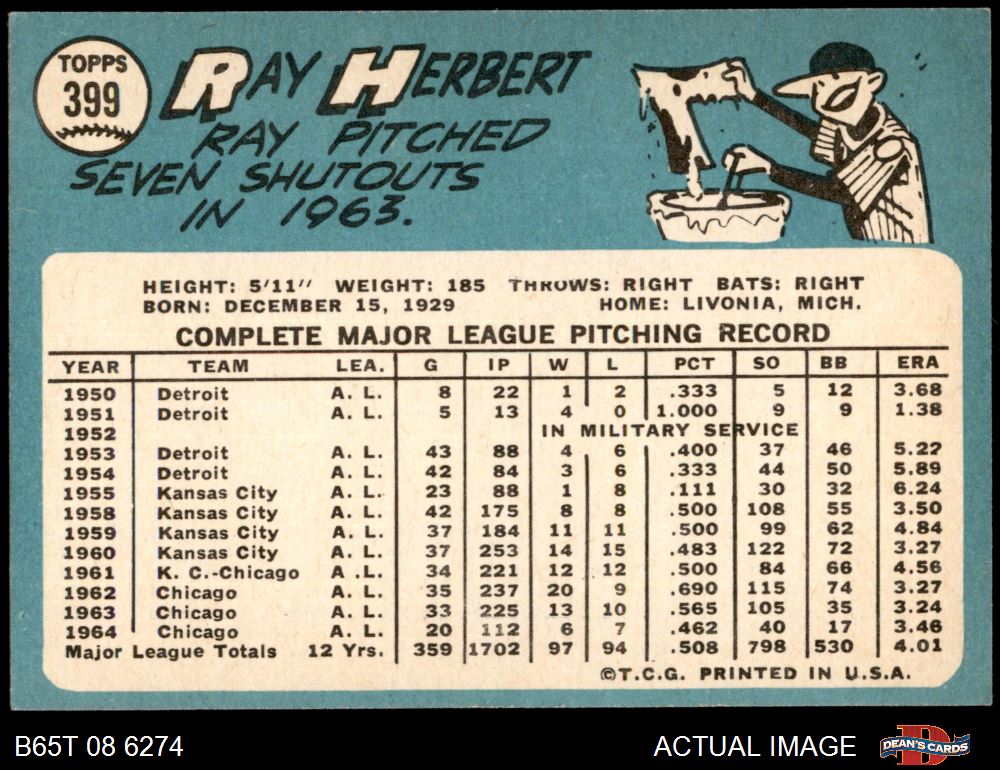 TOPPS
399
RAY HERBERT
RAY PITCHED
SEVEN SHUTOUTS
IN 1963.
HEIGHT: 5'11" WEIGHT: 185 THROWS: RIGHT BATS: RIGHT
BORN: DECEMBER 15, 1929 HOME: LIVONIA, MICH.
COMPLETE MAJOR LEAGUE PITCHING RECORD
YEAR TEAM LEA. G IP W L PCT SO BB ERA
1950 Detroit A. L. 8 22 1 2 .333 5 12 3.68
1951 Detroit A. L. 5 13 4 0 1.000 9 9 1.38
1952 IN MILITARY SERVICE
1953 Detroit A. L. 43 88 4 6 .400 37 46 5.22
1954 Detroit A. L. 42 84 3 6 .333 44 50 5.89
1955 Kansas City A. L. 23 88 1 8 .111 30 32 6.24
1958 Kansas City A. L. 42 175 8 8 .500 108 55 3.50
1959 Kansas City A. L. 37 184 11 11 .500 99 62 4.84
1960 Kansas City A. L. 37 253 14 15 .483 122 72 3.27
1961 K. C.-Chicago A .L. 34 221 12 12 .500 84 66 4.56
1962 Chicago A. L. 35 237 20 9 .690 115 74 3.27
1963 Chicago A. L. 33 225 13 10 .565 105 35 3.24
1964 Chicago A. L. 20 112 6 7 .462 40 17 3.46
Major League Totals 12 Yrs. 359 1702 97 94 .508 798 530 4.01
©T.C.G. PRINTED IN U.S.A.
B65T 08 6274 ACTUAL IMAGE
D
DEAN'S CARDS